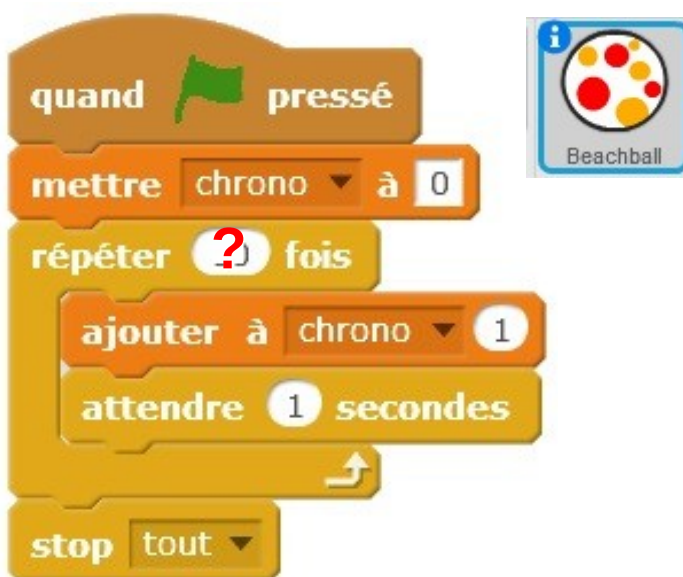 quand pressé
mettre chrono à 0
répéter ? fois
ajouter à chrono 1
attendre 1 secondes
stop tout
i
Beachball